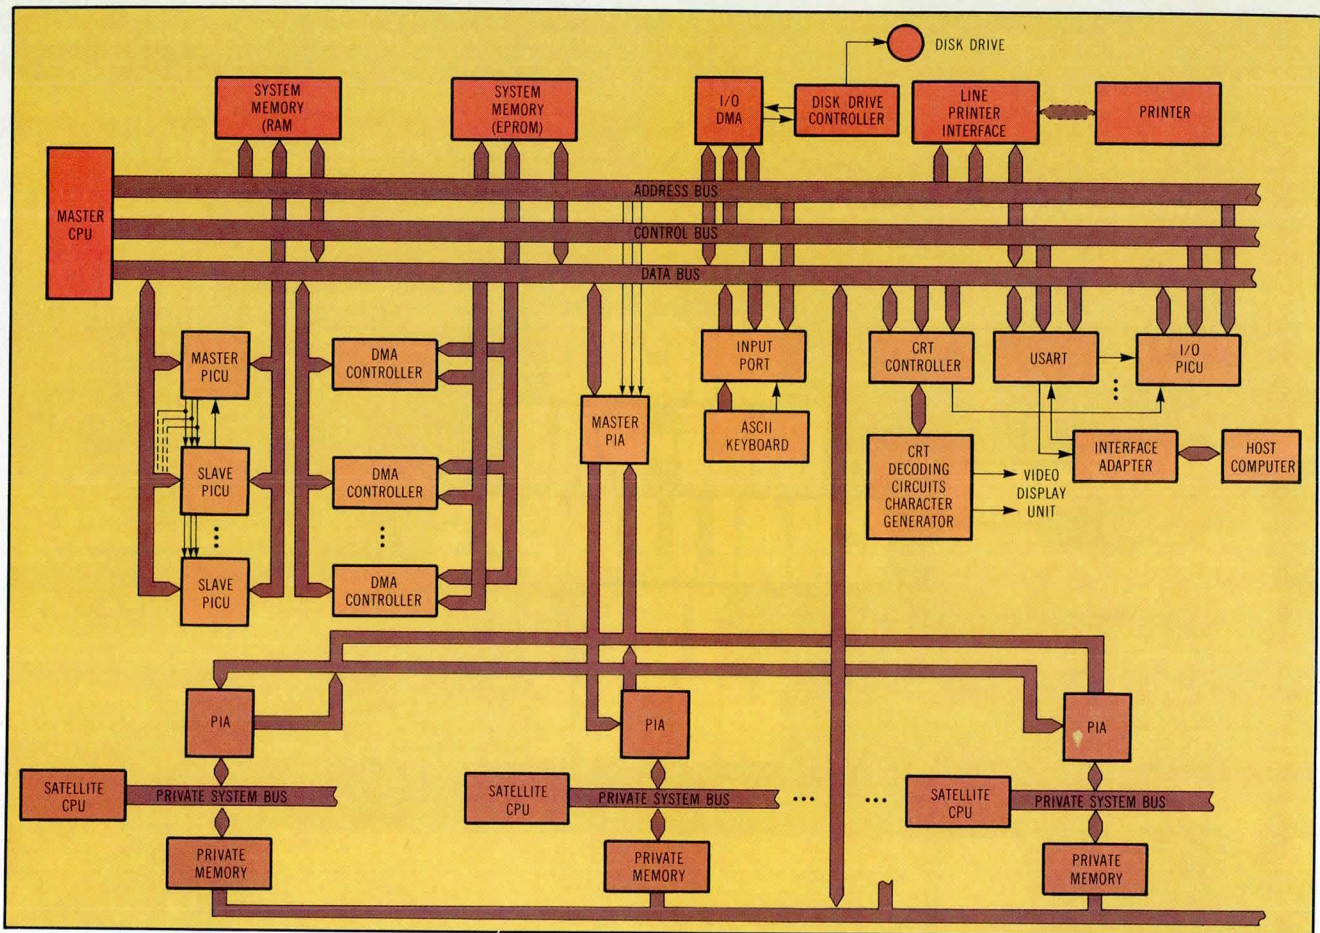 DISK DRIVE
SYSTEM
MEMORY
(RAM
SYSTEM
MEMORY
(EPROM)
I/O
DMA
DISK DRIVE
CONTROLLER
LINE
PRINTER
INTERFACE
PRINTER
MASTER
CPU
ADDRESS BUS
CONTROL BUS
DATA BUS
MASTER
PICU
DMA
CONTROLLER
INPUT
PORT
CRT
CONTROLLER
USART
I/O
PICU
MASTER
PIA
ASCII
KEYBOARD
SLAVE
PICU
DMA
CONTROLLER
CRT
DECODING
CIRCUITS
CHARACTER
GENERATOR
VIDEO
DISPLAY
UNIT
INTERFACE
ADAPTER
HOST
COMPUTER
SLAVE
PICU
DMA
CONTROLLER
PIA
PIA
PIA
SATELLITE
CPU
PRIVATE SYSTEM BUS
SATELLITE
CPU
PRIVATE SYSTEM BUS
SATELLITE
CPU
PRIVATE SYSTEM BUS
PRIVATE
MEMORY
PRIVATE
MEMORY
PRIVATE
MEMORY